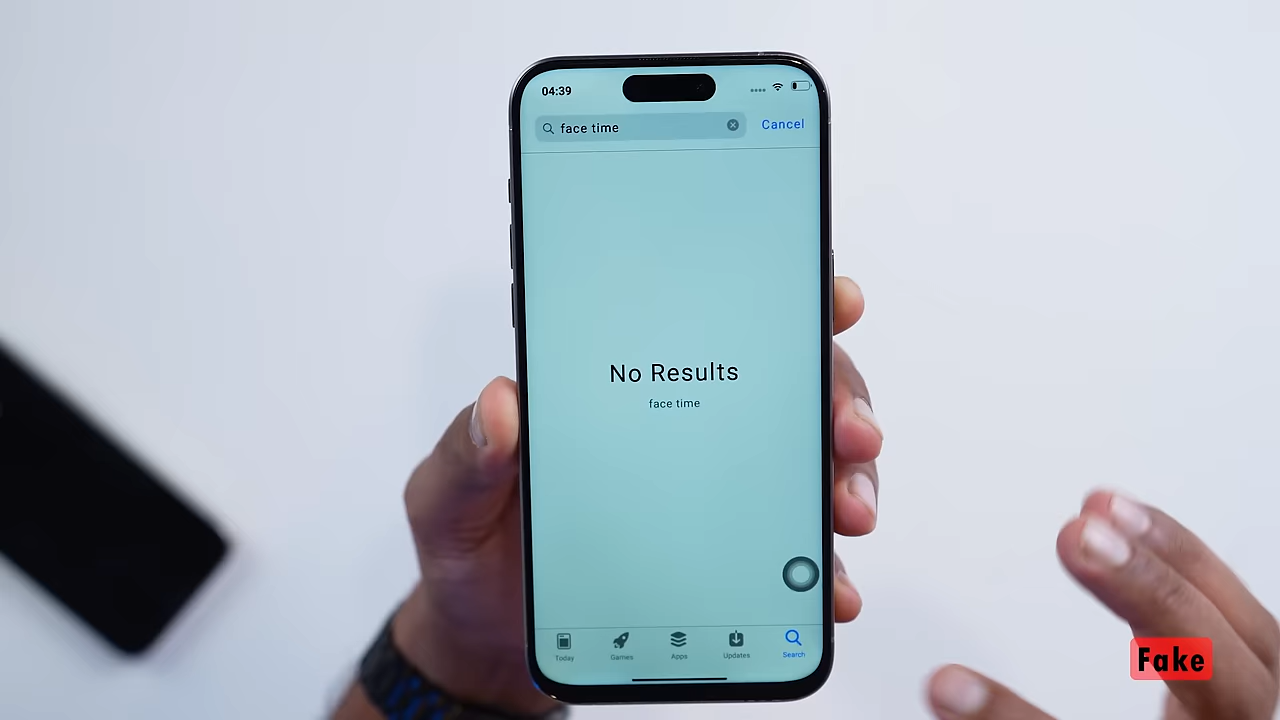 04:39
face time
Cancel
No Results
face time
Today
Games
Apps
Updates
Search
Fake